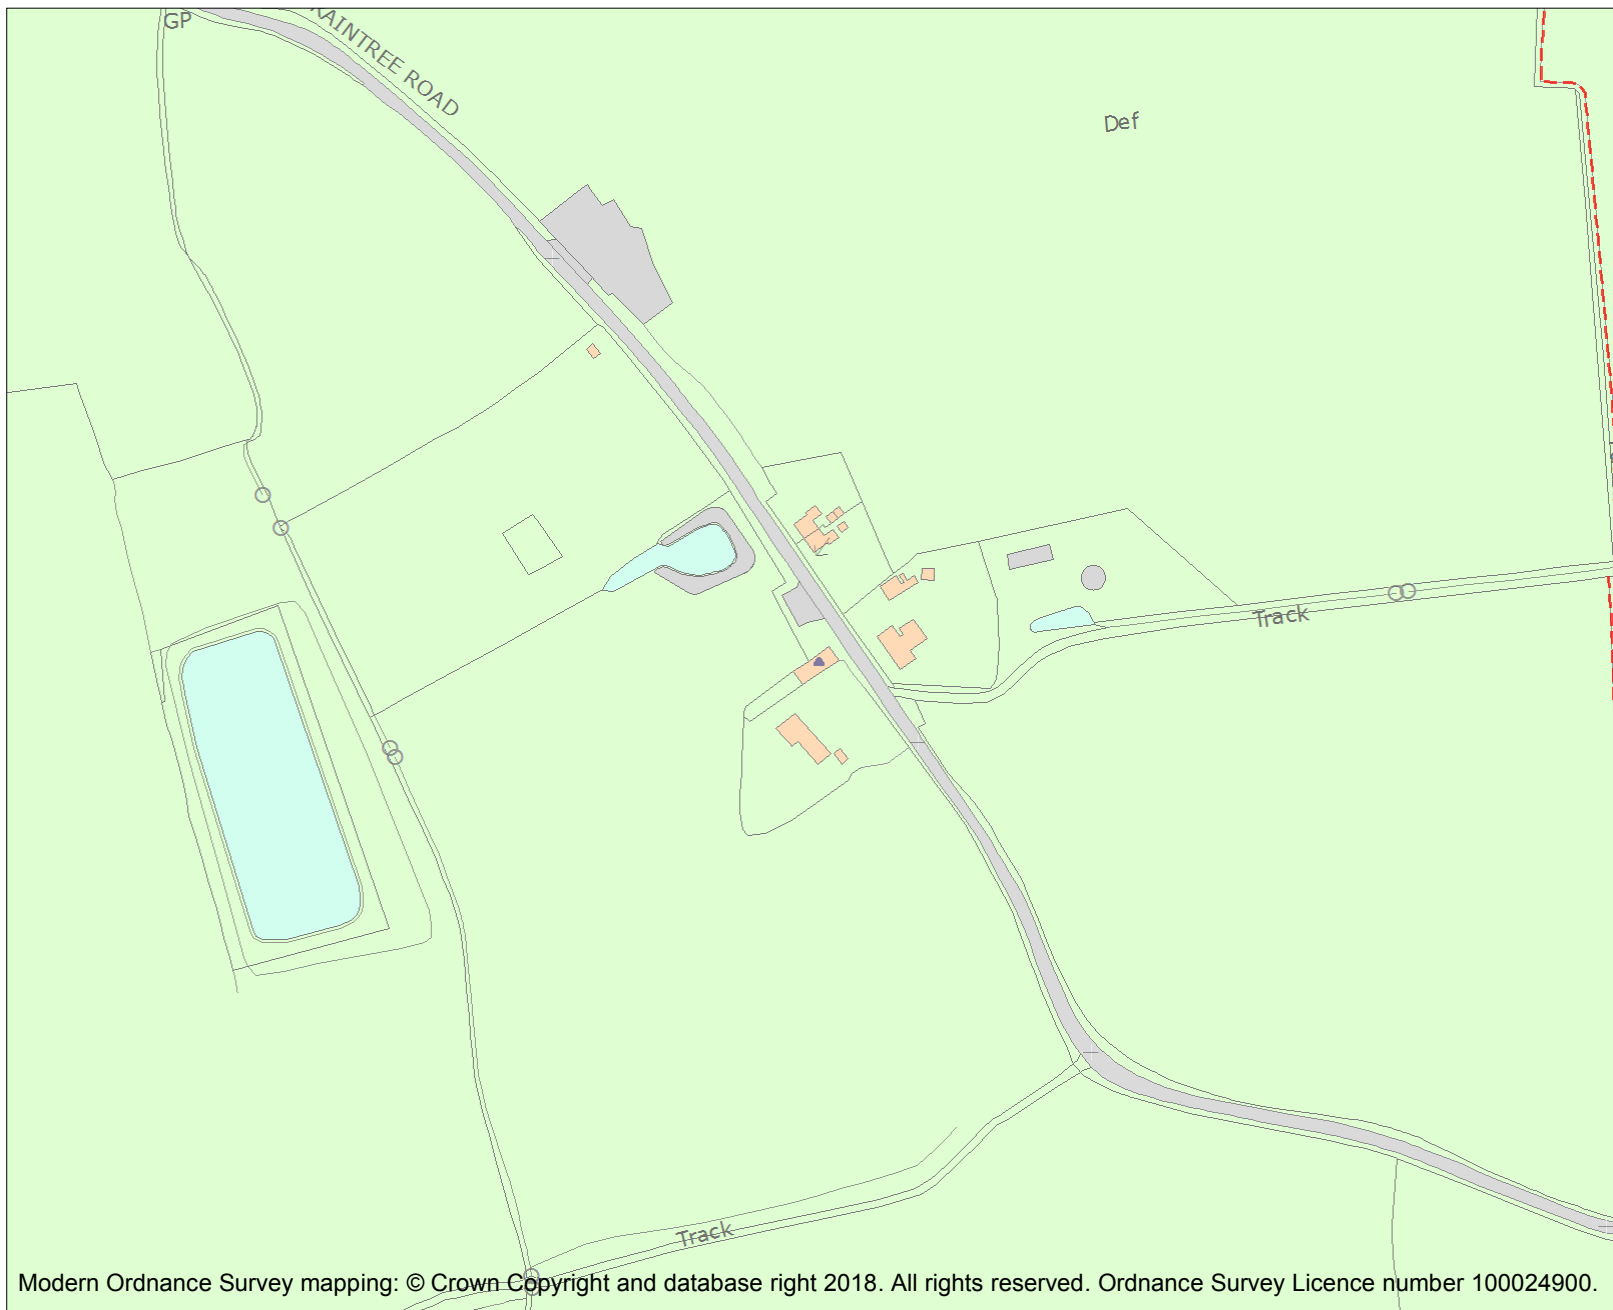 GP
RAINTREE ROAD
Def
Track
Track
Modern Ordnance Survey mapping: © Crown Copyright and database right 2018. All rights reserved. Ordnance Survey Licence number 100024900.